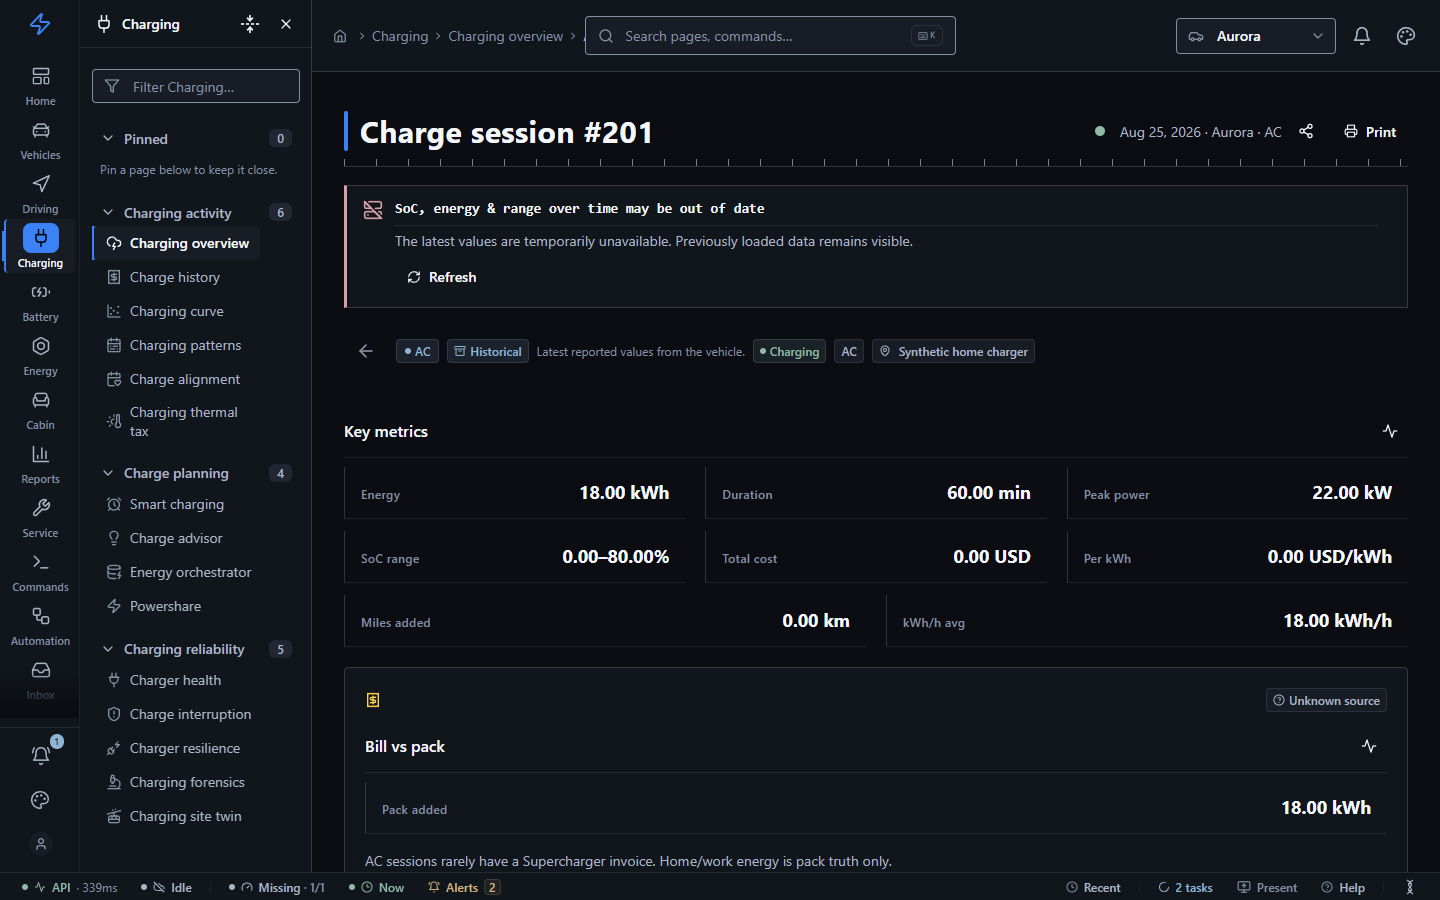 Home
Vehicles
Driving
Charging
Battery
Energy
Cabin
Reports
Service
Commands
Automation
Inbox
1
Charging
Filter Charging...
Pinned 0
Pin a page below to keep it close.
Charging activity 6
Charging overview
Charge history
Charging curve
Charging patterns
Charge alignment
Charging thermal
tax
Charge planning 4
Smart charging
Charge advisor
Energy orchestrator
Powershare
Charging reliability 5
Charger health
Charge interruption
Charger resilience
Charging forensics
Charging site twin
Charging Charging overview
Search pages, commands... K
Aurora
Charge session #201
Aug 25, 2026 · Aurora · AC
Print
SoC, energy & range over time may be out of date
The latest values are temporarily unavailable. Previously loaded data remains visible.
Refresh
AC Historical Latest reported values from the vehicle. Charging AC Synthetic home charger
Key metrics
Energy 18.00 kWh
Duration 60.00 min
Peak power 22.00 kW
SoC range 0.00–80.00%
Total cost 0.00 USD
Per kWh 0.00 USD/kWh
Miles added 0.00 km
kWh/h avg 18.00 kWh/h
Unknown source
Bill vs pack
Pack added 18.00 kWh
AC sessions rarely have a Supercharger invoice. Home/work energy is pack truth only.
API · 339ms Idle Missing · 1/1 Now Alerts 2 Recent 2 tasks Present Help